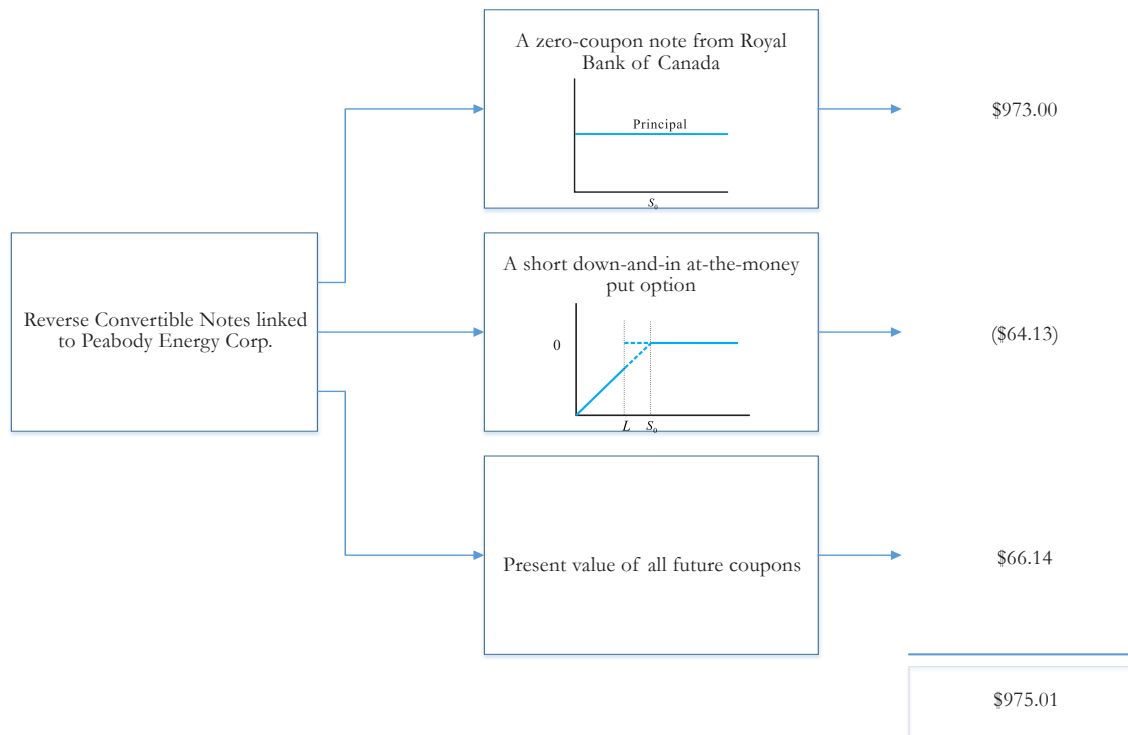 A zero-coupon note from Royal
Bank of Canada
Principal
S₀
$973.00
Reverse Convertible Notes linked
to Peabody Energy Corp.
A short down-and-in at-the-money
put option
0
L
S₀
($64.13)
Present value of all future coupons
$66.14
$975.01